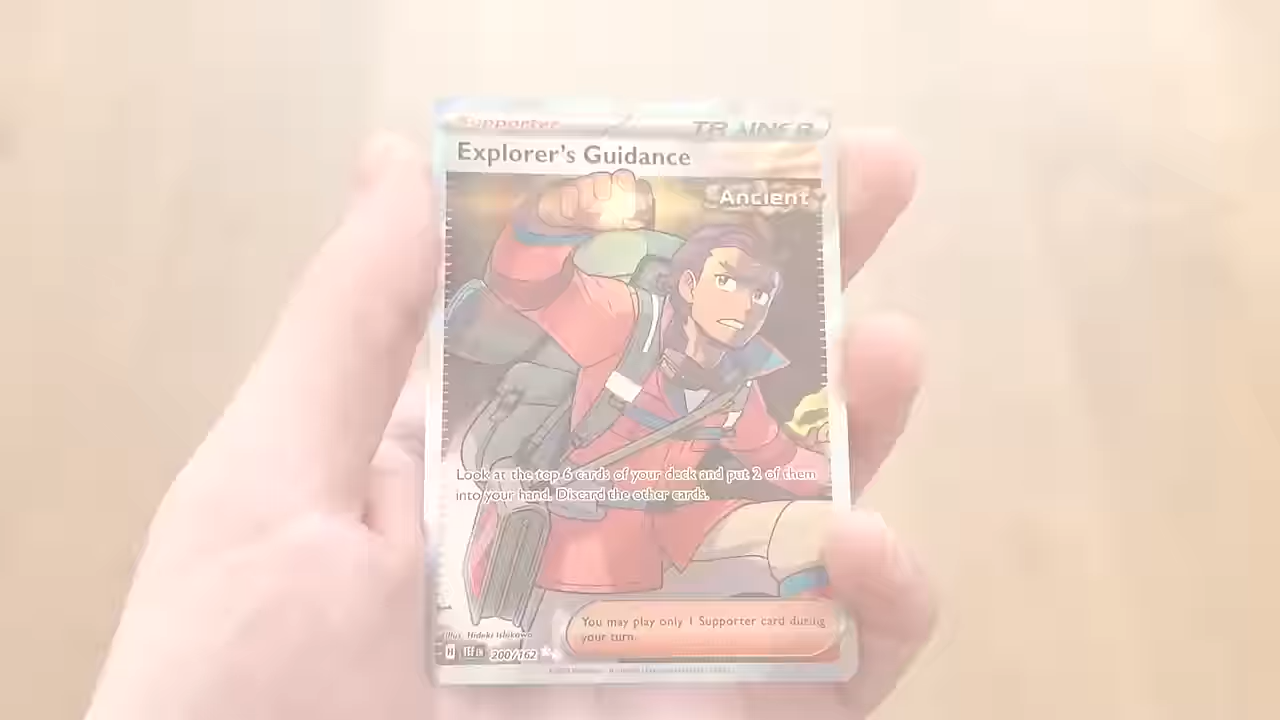 Supporter
TRAINER
Explorer's Guidance
Ancient
Look at the top 6 cards of your deck and put 2 of them
into your hand. Discard the other cards.
You may play only 1 Supporter card during
your turn.
Illus. Hideki Ishikawa
H TEF EN 200/162